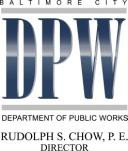 BALTIMORE CITY
DPW
DEPARTMENT OF PUBLIC WORKS
RUDOLPH S. CHOW, P. E.
DIRECTOR